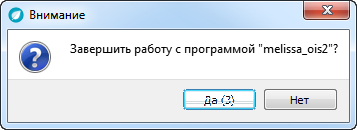 Внимание
Завершить работу с программой "melissa_ois2"?
Да (3)
Нет